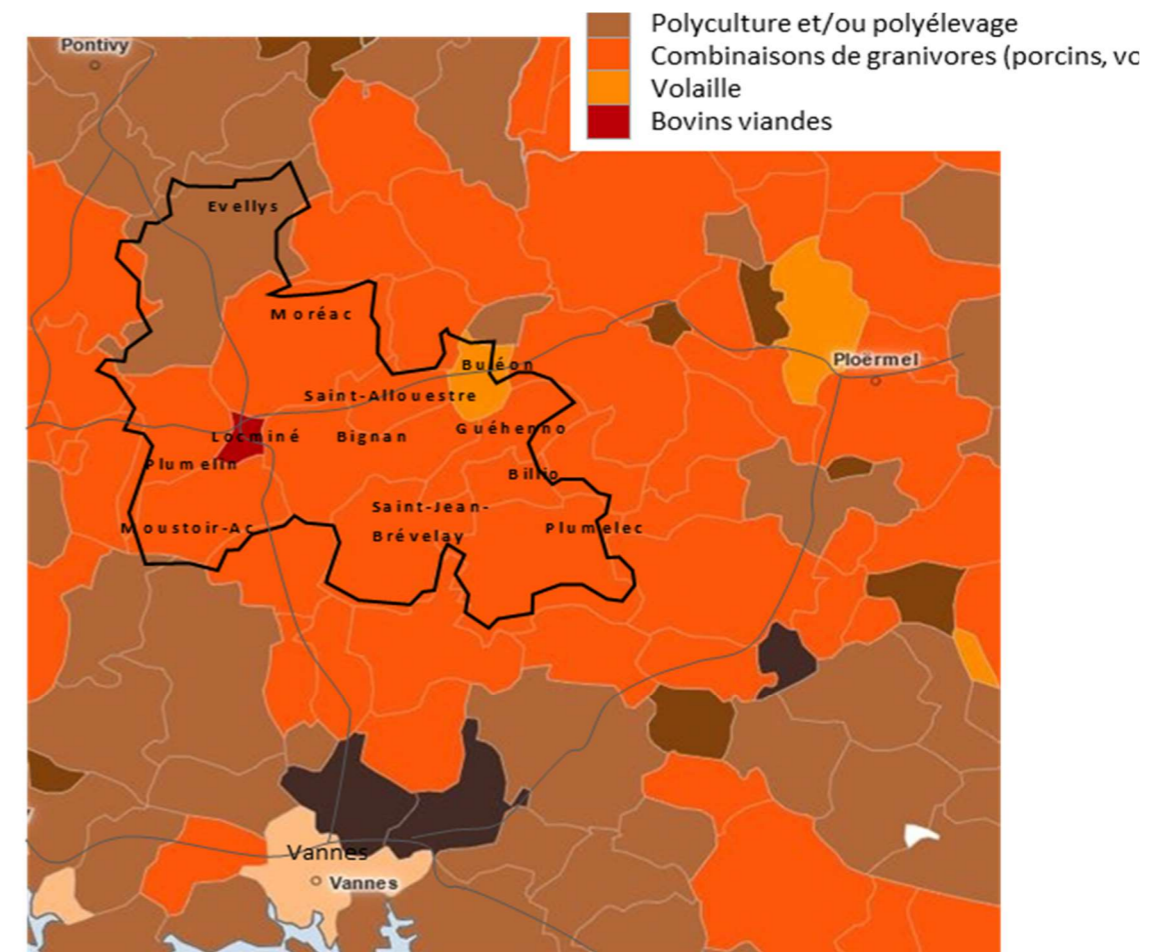 Polyculture et/ou polyélevage
Combinaisons de granivores (porcins, vo
Volaille
Bovins viandes
Pontivy
Evellys
Moréac
Buléon
Ploërmel
Saint-Allouestre
Guéhenno
Locminé
Bignan
Plumelin
Billio
Saint-Jean-
Brévelay
Moustoir-Ac
Plumelec
Vannes
Vannes